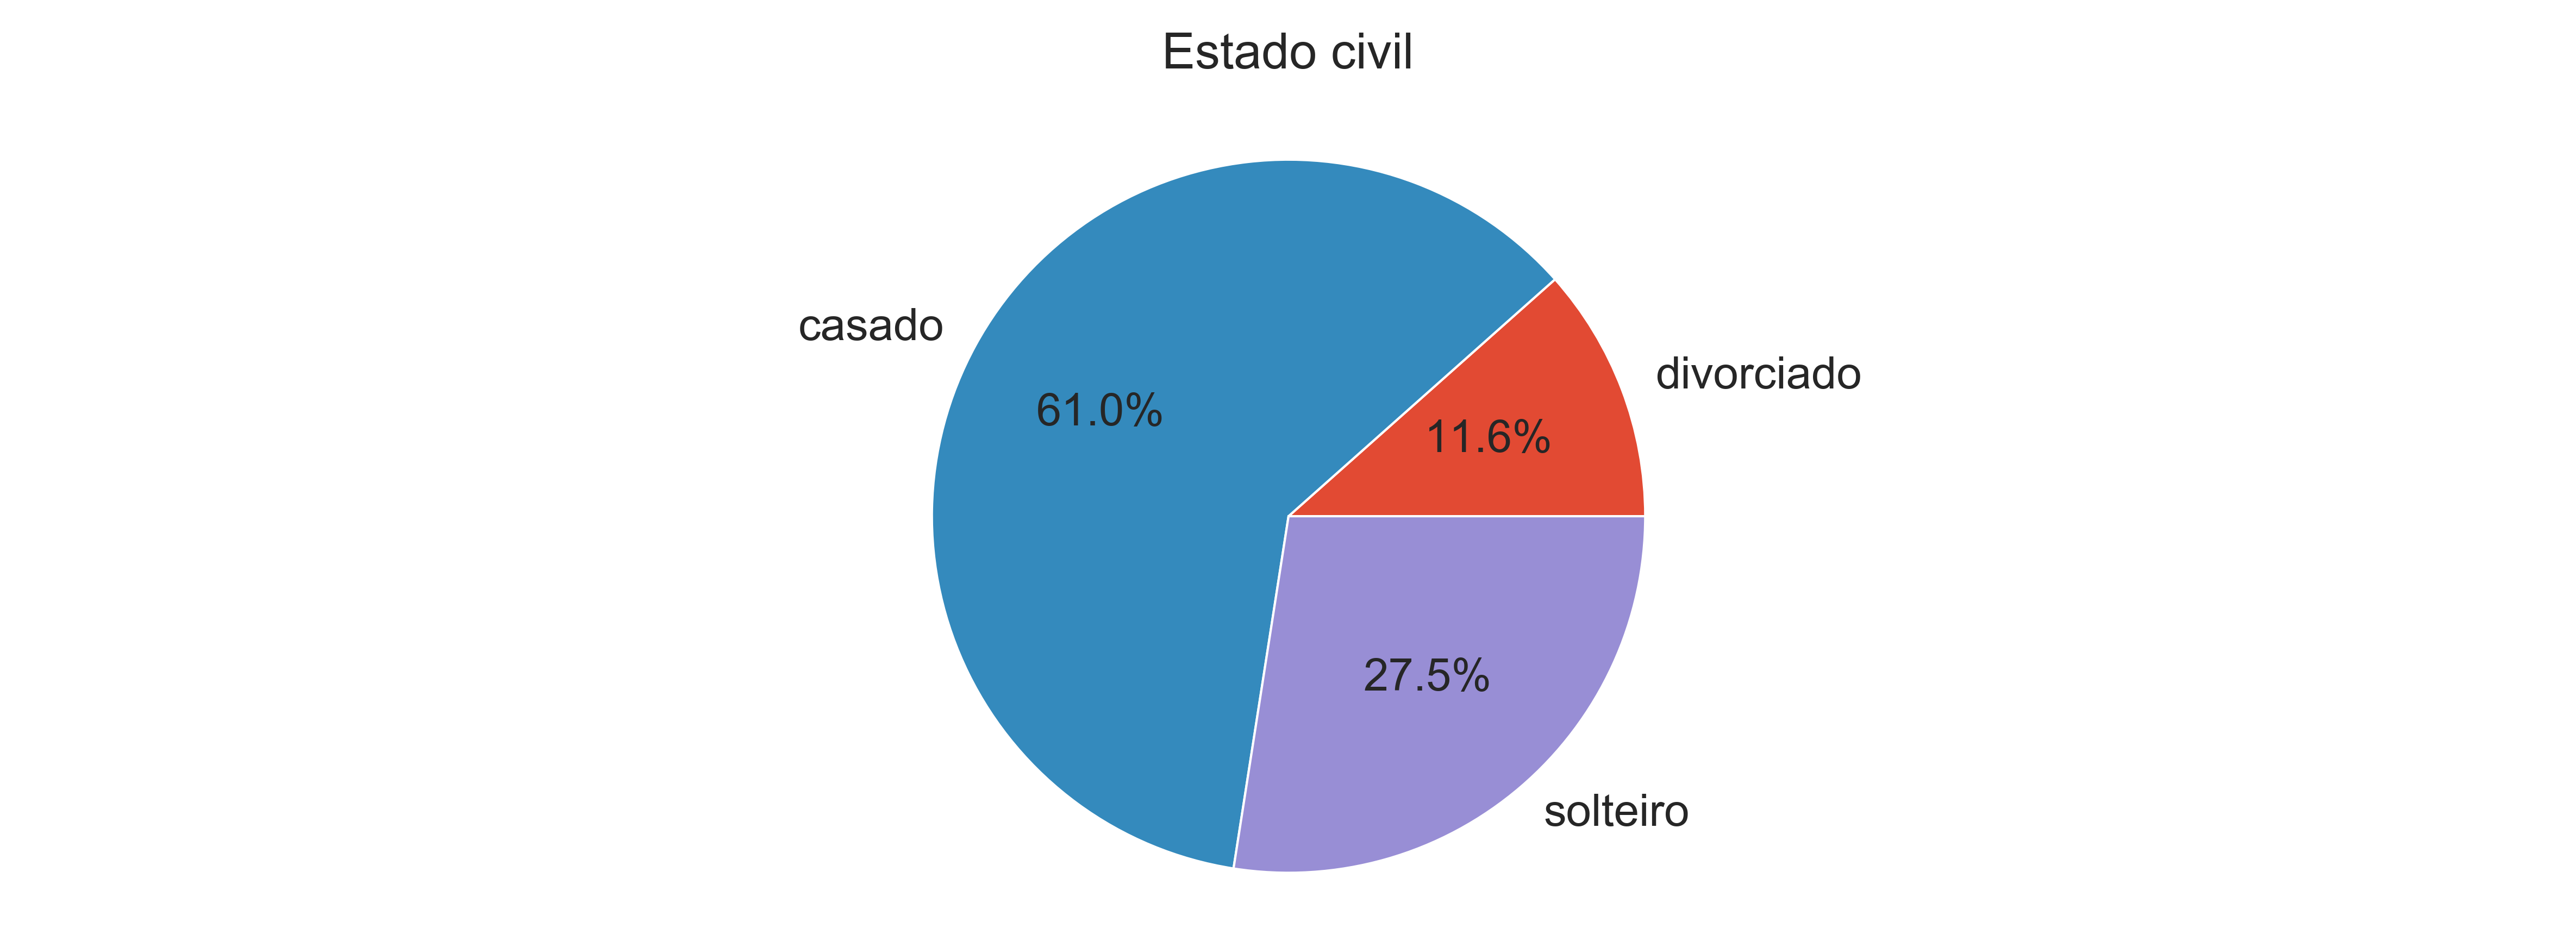 Estado civil
casado
divorciado
61.0%
11.6%
27.5%
solteiro